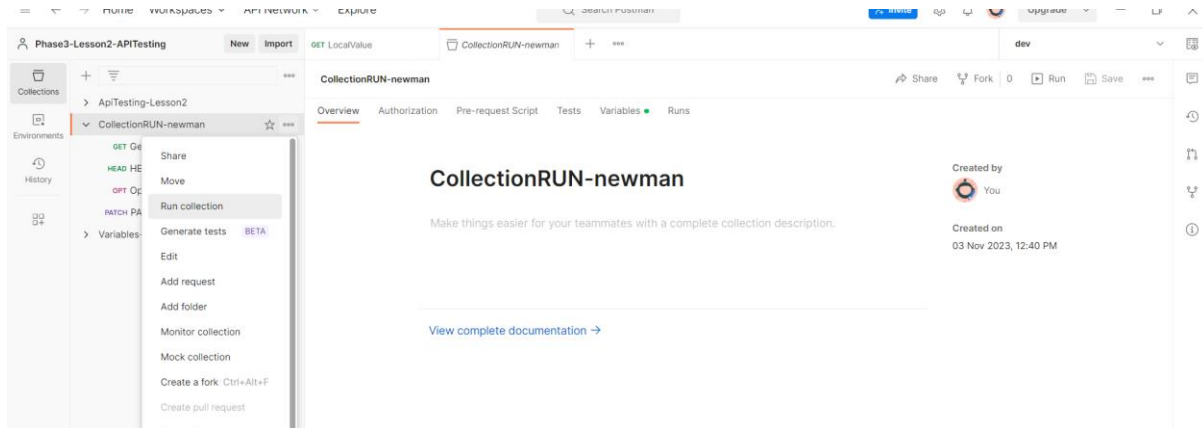 Home Workspaces API Network Explore Search Postman Invite Upgrade
Phase3-Lesson2-APITesting New Import GET LocalValue CollectionRUN-newman dev
Collections
Environments
History
ApiTesting-Lesson2
CollectionRUN-newman
GET Ge
HEAD HE
OPT Op
PATCH PA
Variables-
Share
Move
Run collection
Generate tests BETA
Edit
Add request
Add folder
Monitor collection
Mock collection
Create a fork Ctrl+Alt+F
Create pull request
CollectionRUN-newman Share Fork 0 Run Save
Overview Authorization Pre-request Script Tests Variables Runs
CollectionRUN-newman
Make things easier for your teammates with a complete collection description.
View complete documentation →
Created by
You
Created on
03 Nov 2023, 12:40 PM